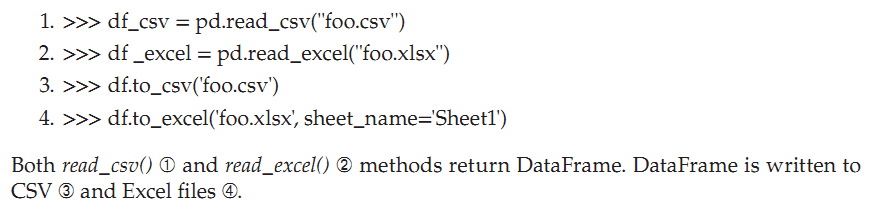 1. >>> df_csv = pd.read_csv("foo.csv")
2. >>> df _excel = pd.read_excel("foo.xlsx")
3. >>> df.to_csv('foo.csv')
4. >>> df.to_excel('foo.xlsx', sheet_name='Sheet1')
Both read_csv() ① and read_excel() ② methods return DataFrame. DataFrame is written to
CSV ③ and Excel files ④.